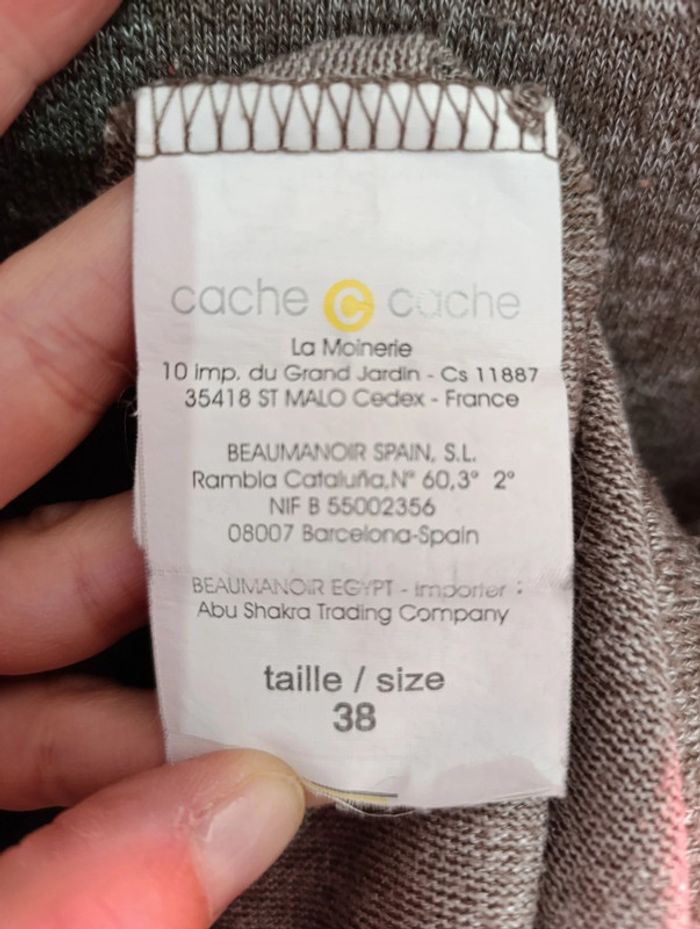 cache c cache
La Moinerie
10 imp. du Grand Jardin - Cs 11887
35418 ST MALO Cedex - France
BEAUMANOIR SPAIN, S.L.
Rambla Cataluña,N° 60,3° 2°
NIF B 55002356
08007 Barcelona-Spain
BEAUMANOIR EGYPT - Importer :
Abu Shakra Trading Company
taille / size
38